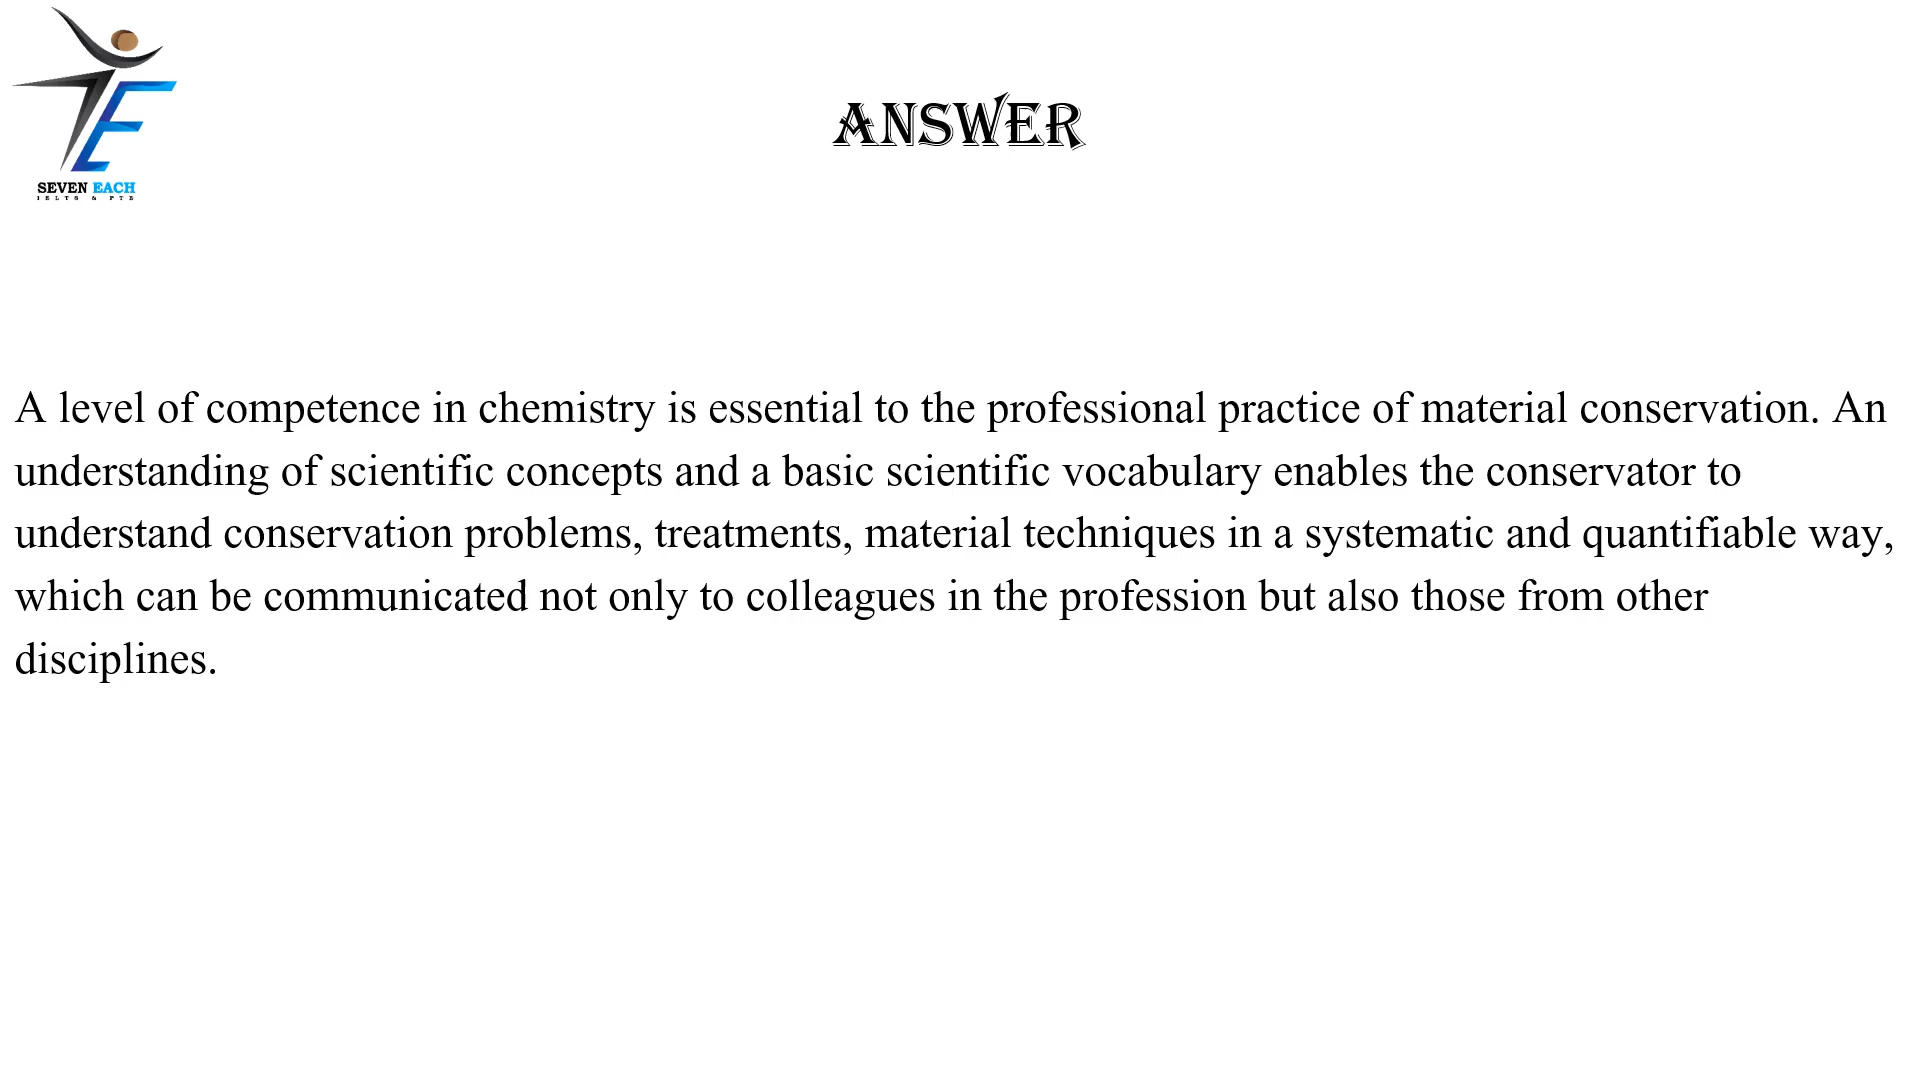 ANSWER
SEVEN EACH
IELTS & PTE
A level of competence in chemistry is essential to the professional practice of material conservation. An
understanding of scientific concepts and a basic scientific vocabulary enables the conservator to
understand conservation problems, treatments, material techniques in a systematic and quantifiable way,
which can be communicated not only to colleagues in the profession but also those from other
disciplines.